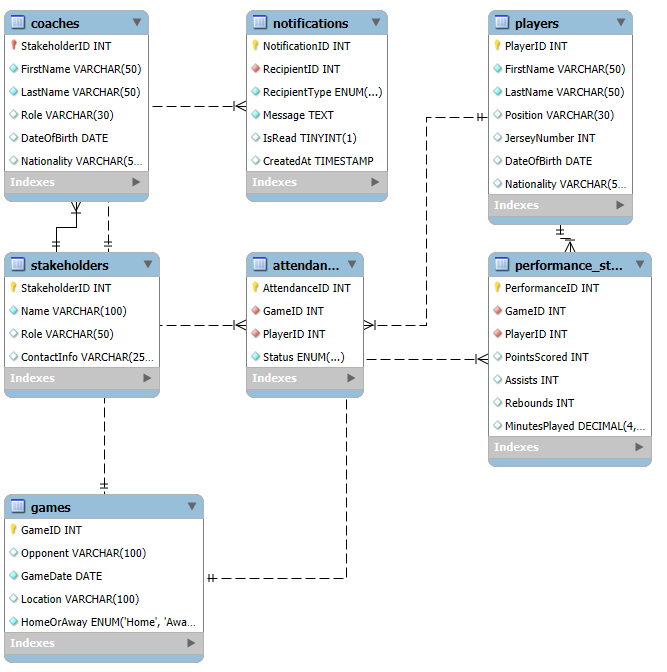 coaches
StakeholderID INT
FirstName VARCHAR(50)
LastName VARCHAR(50)
Role VARCHAR(30)
DateOfBirth DATE
Nationality VARCHAR(5...
Indexes
notifications
NotificationID INT
RecipientID INT
RecipientType ENUM(...)
Message TEXT
IsRead TINYINT(1)
CreatedAt TIMESTAMP
Indexes
players
PlayerID INT
FirstName VARCHAR(50)
LastName VARCHAR(50)
Position VARCHAR(30)
JerseyNumber INT
DateOfBirth DATE
Nationality VARCHAR(5...
Indexes
stakeholders
StakeholderID INT
Name VARCHAR(100)
Role VARCHAR(50)
ContactInfo VARCHAR(25...
Indexes
attendan...
AttendanceID INT
GameID INT
PlayerID INT
Status ENUM(...)
Indexes
performance_st...
PerformanceID INT
GameID INT
PlayerID INT
PointsScored INT
Assists INT
Rebounds INT
MinutesPlayed DECIMAL(4,...
Indexes
games
GameID INT
Opponent VARCHAR(100)
GameDate DATE
Location VARCHAR(100)
HomeOrAway ENUM('Home', 'Awa...
Indexes